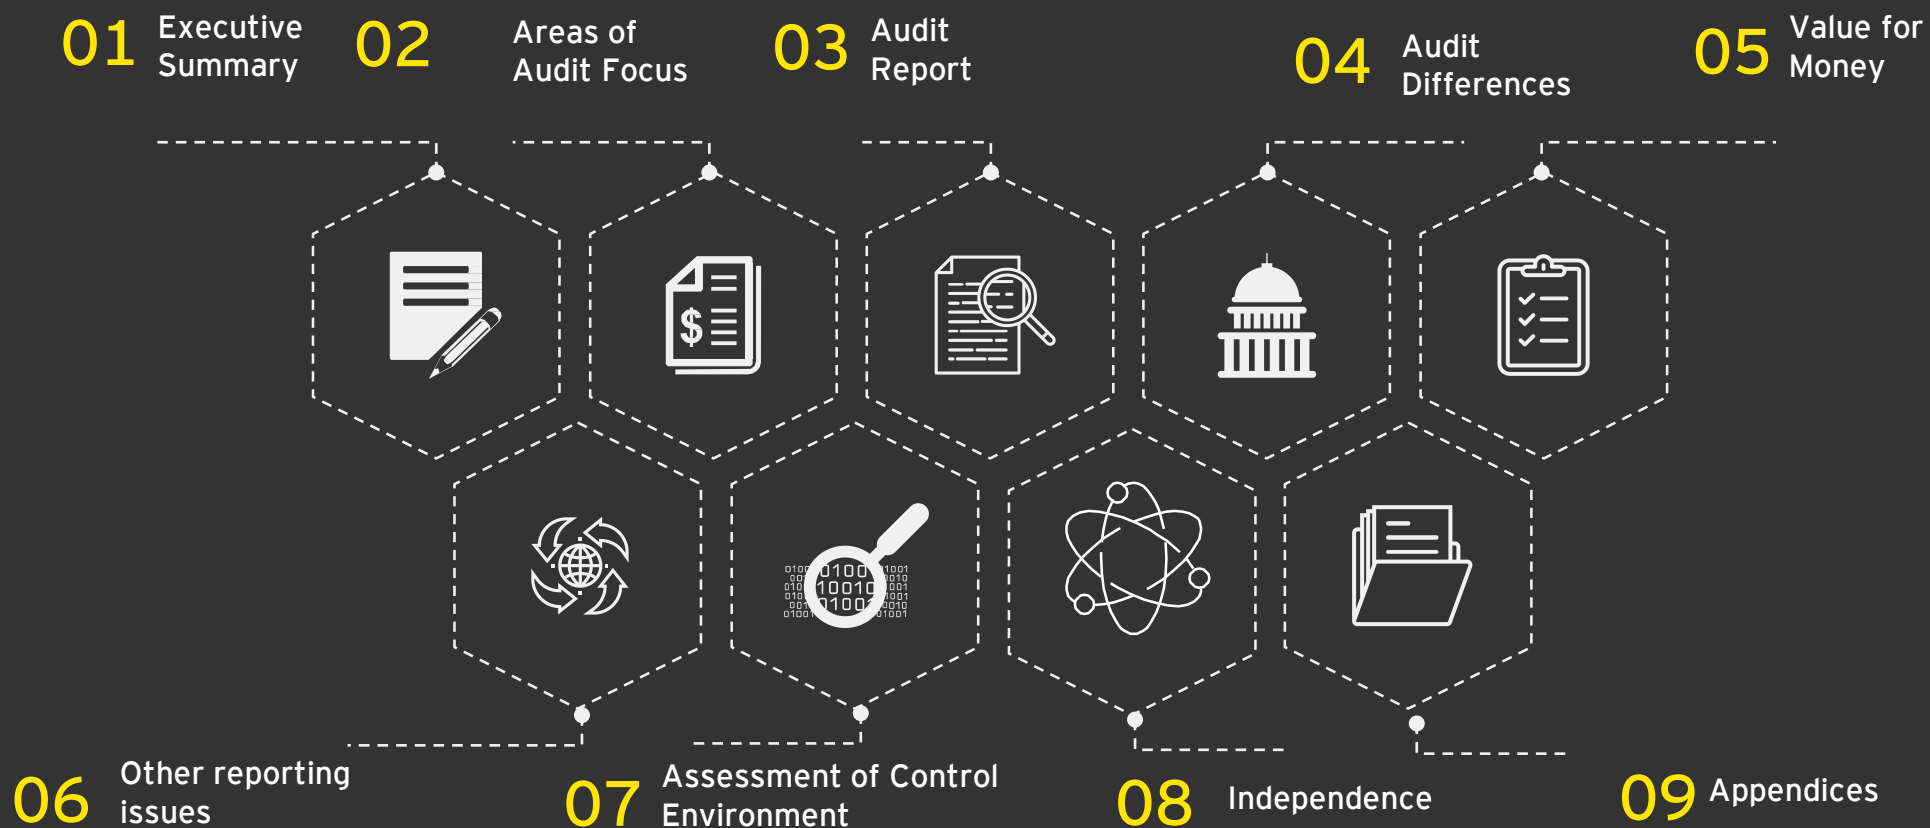 01 Executive
Summary
02 Areas of
Audit Focus
03 Audit
Report
04 Audit
Differences
05 Value for
Money
$
06 Other reporting
issues
07 Assessment of Control
Environment
08 Independence
09 Appendices